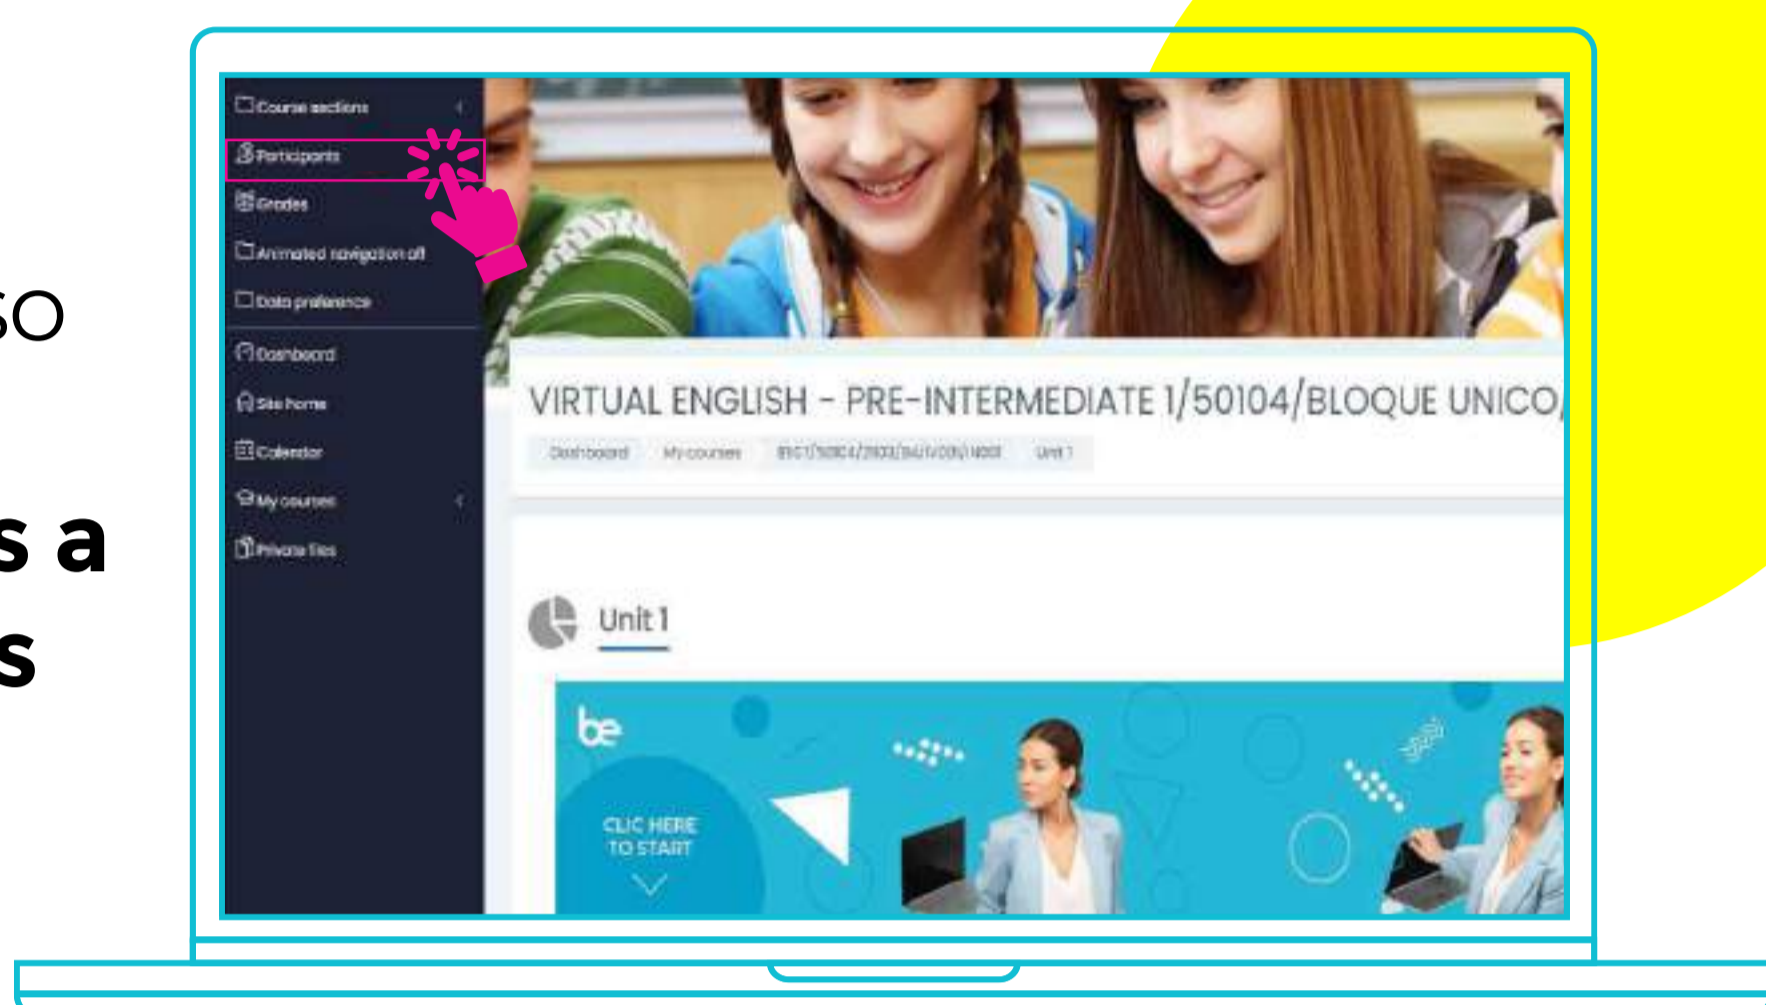 SO
s a
s
Course sections
Participants
Grades
Animated navigation off
Data preference
Dashboard
Site home
Calendar
My courses
Private files
VIRTUAL ENGLISH - PRE-INTERMEDIATE 1/50104/BLOQUE UNICO/
Dashboard My courses Unit 1
Unit 1
be
CLIC HERE
TO START